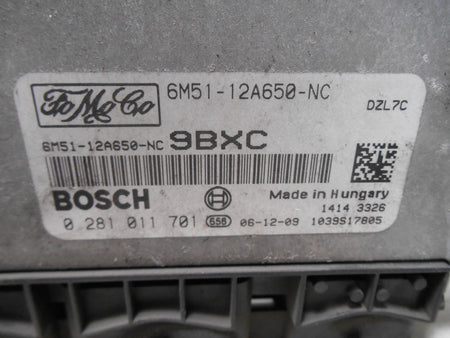 FoMoCo 6M51-12A650-NC
DZL7C
6M51-12A650-NC 9BXC
BOSCH
Made in Hungary
1414 3326
0 281 011 701 656 06-12-09 1039S17805